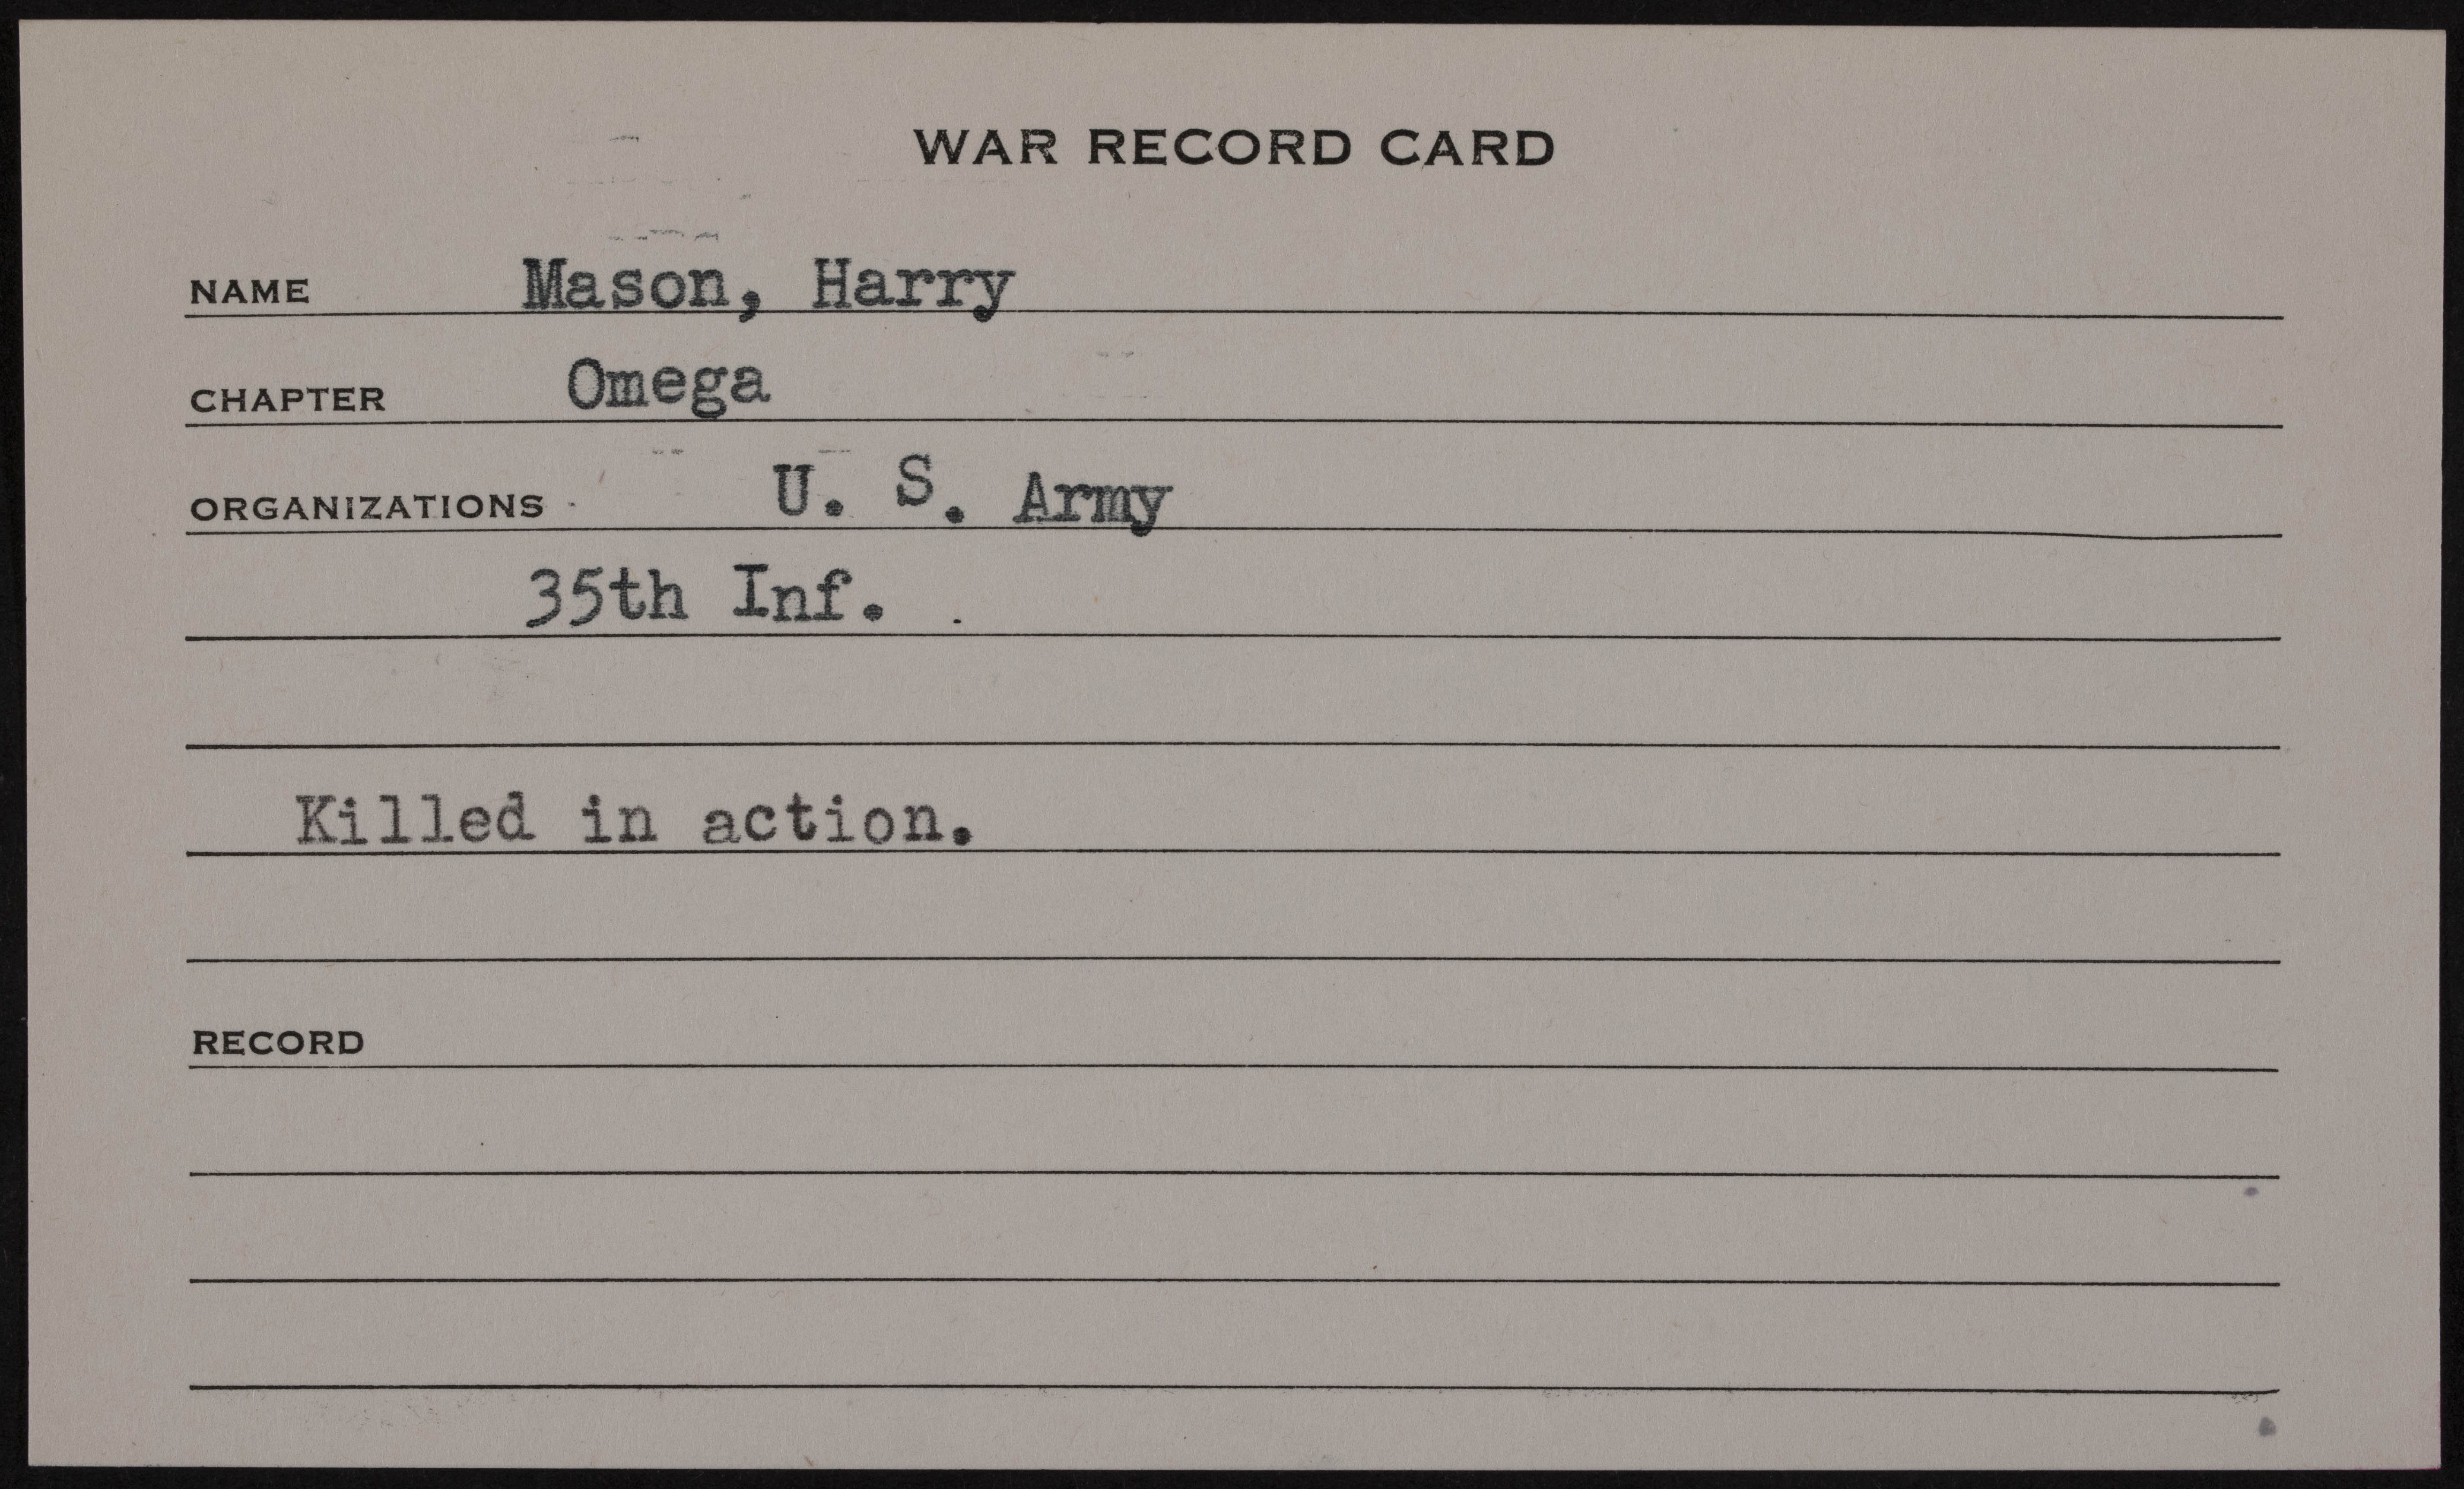 WAR RECORD CARD
NAME Mason, Harry
CHAPTER Omega
ORGANIZATIONS U. S. Army
35th Inf.
Killed in action.
RECORD